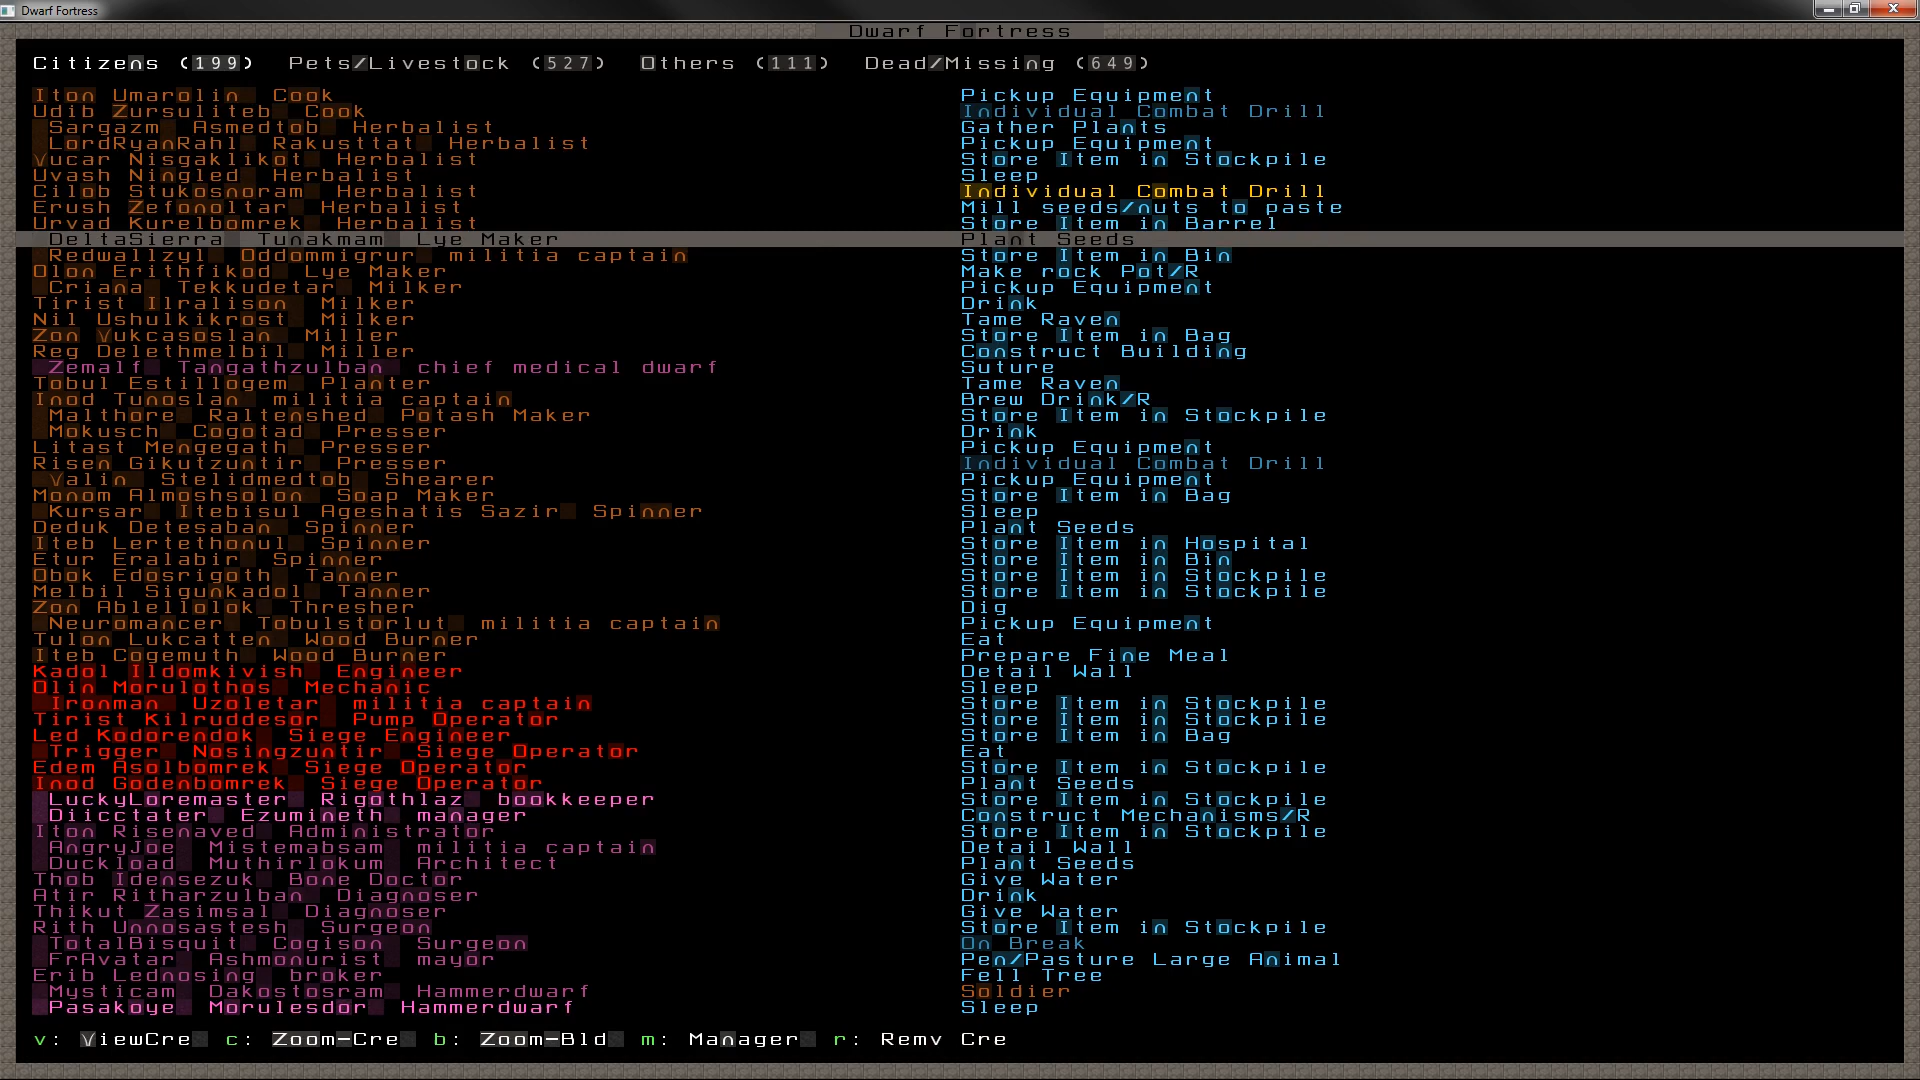 Dwarf Fortress
Dwarf Fortress
Citizens (199) Pets/Livestock (527) Others (111) Dead/Missing (649)
Iton Umarolin Cook Pickup Equipment
Udib Zursuliteb Cook Individual Combat Drill
Sargazm Asmedtob Herbalist Gather Plants
LordRyanRahl Rakusttat Herbalist Pickup Equipment
Vucar Nisgaklikot Herbalist Store Item in Stockpile
Uvash Ningled Herbalist Sleep
Cilob Stukosnoram Herbalist Individual Combat Drill
Erush Zefonoltar Herbalist Mill seeds/nuts to paste
Urvad Kurelbomrek Herbalist Store Item in Barrel
DeltaSierra Tunakmam Lye Maker Plant Seeds
Redwallzyl Oddommigrur militia captain Store Item in Bin
Olon Erithfikod Lye Maker Make rock Pot/R
Criana Tekkudetar Milker Pickup Equipment
Tirist Ilralison Milker Drink
Nil Ushulkikrost Milker Tame Raven
Zon Vukcasoslan Miller Store Item in Bag
Reg Delethmelbil Miller Construct Building
Zemalf Tangathzulban chief medical dwarf Suture
Tobul Estillogem Planter Tame Raven
Inod Tunoslan militia captain Brew Drink/R
Malthore Raltenshed Potash Maker Store Item in Stockpile
Mokusch Cogotad Presser Drink
Litast Mengegath Presser Pickup Equipment
Risen Gikutzuntir Presser Individual Combat Drill
Valin Stelidmedtob Shearer Pickup Equipment
Monom Almoshsolon Soap Maker Store Item in Bag
Kursar Itebisul Ageshatis Sazir Spinner Sleep
Deduk Detesaban Spinner Plant Seeds
Iteb Lertethonul Spinner Store Item in Hospital
Etur Eralabir Spinner Store Item in Bin
Obok Edosrigoth Tanner Store Item in Stockpile
Melbil Sigunkadol Tanner Store Item in Stockpile
Zon Ablellolok Thresher Dig
Neuromancer Tobulstorlut militia captain Pickup Equipment
Tulon Lukcatten Wood Burner Eat
Iteb Cogemuth Wood Burner Prepare Fine Meal
Kadol Ildomkivish Engineer Detail Wall
Olin Morulothos Mechanic Sleep
Ironman Uzoletar militia captain Store Item in Stockpile
Tirist Kilruddesor Pump Operator Store Item in Stockpile
Led Kodorendok Siege Engineer Store Item in Bag
Trigger Nosingzuntir Siege Operator Eat
Edem Asolbomrek Siege Operator Store Item in Stockpile
Inod Godenbomrek Siege Operator Plant Seeds
LuckyLoremaster Rigothlaz bookkeeper Store Item in Stockpile
Diicctater Ezumineth manager Construct Mechanisms/R
Iton Risenaved Administrator Store Item in Stockpile
AngryJoe Mistemabsam militia captain Detail Wall
Duckload Muthirlokum Architect Plant Seeds
Thob Idensezuk Bone Doctor Give Water
Atir Ritharzulban Diagnoser Drink
Thikut Zasimsal Diagnoser Give Water
Rith Unnosastesh Surgeon Store Item in Stockpile
TotalBisquit Cogison Surgeon On Break
FrAvatar Ashmonurist mayor Pen/Pasture Large Animal
Erib Lednosing broker Fell Tree
Mysticam Dakostosram Hammerdwarf Soldier
Pasakoye Morulesdor Hammerdwarf Sleep
v: ViewCre c: Zoom-Cre b: Zoom-Bld m: Manager r: Remv Cre